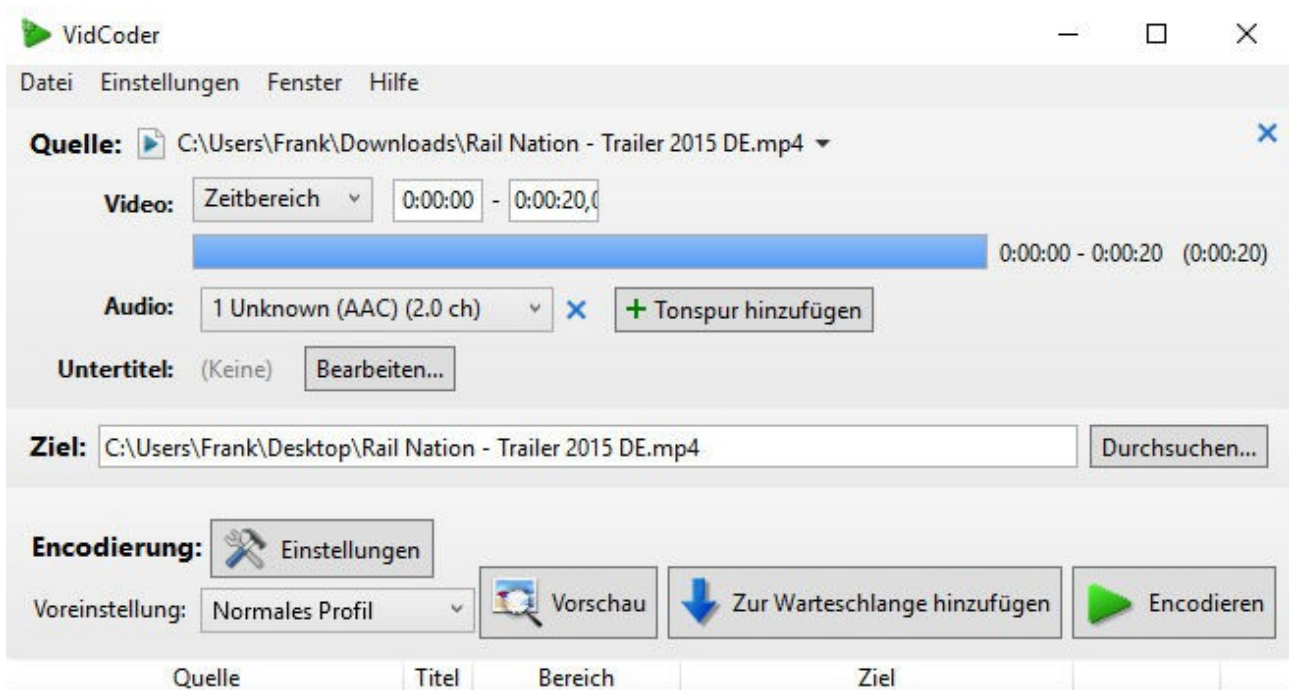 VidCoder
Datei Einstellungen Fenster Hilfe
Quelle: C:\Users\Frank\Downloads\Rail Nation - Trailer 2015 DE.mp4
Video: Zeitbereich 0:00:00 - 0:00:20,0
0:00:00 - 0:00:20 (0:00:20)
Audio: 1 Unknown (AAC) (2.0 ch) Tonspur hinzufügen
Untertitel: (Keine) Bearbeiten...
Ziel: C:\Users\Frank\Desktop\Rail Nation - Trailer 2015 DE.mp4 Durchsuchen...
Encodierung: Einstellungen
Voreinstellung: Normales Profil Vorschau Zur Warteschlange hinzufügen Encodieren
Quelle Titel Bereich Ziel